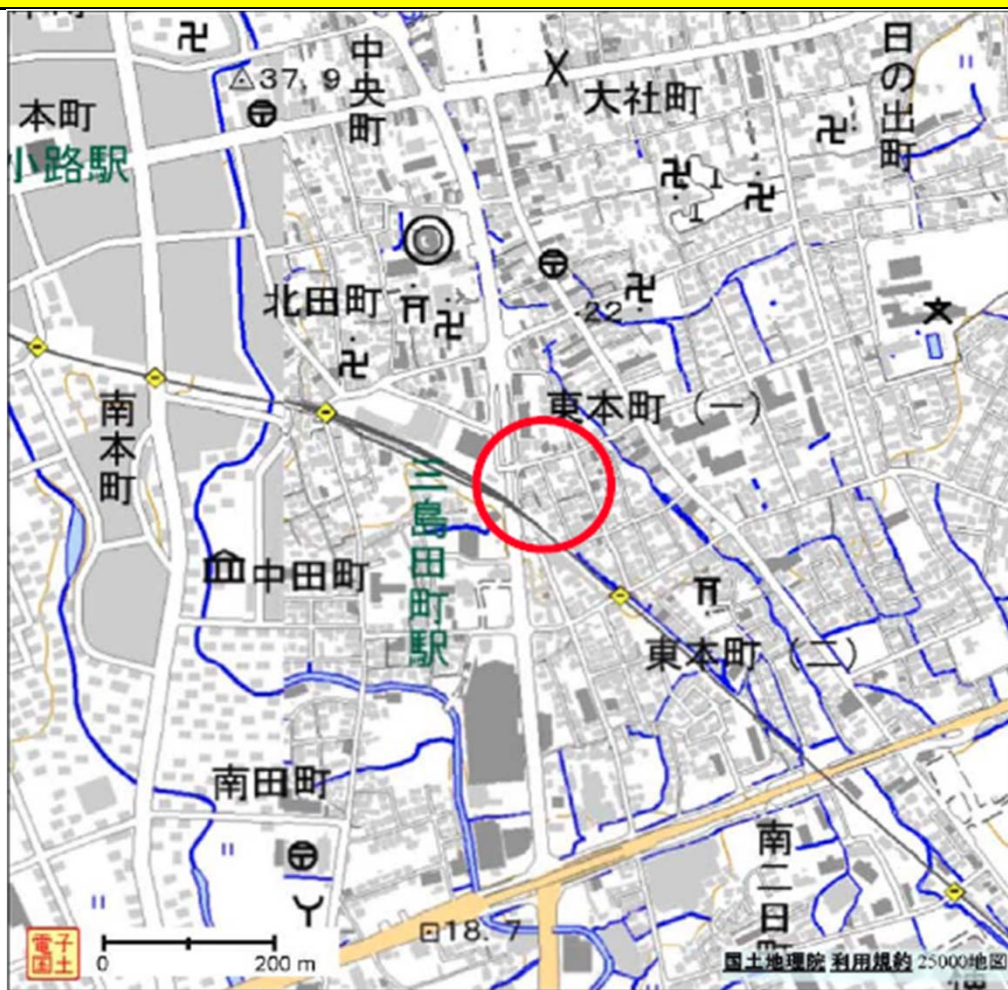 中央町
37.9
本町
小路駅
大社町
日の出町
北田町
22
東本町(一)
南本町
三島田町駅
中田町
東本町(二)
南田町
南二日町
18.7
電子国土
0
200 m
国土地理院 利用規約 25000地図